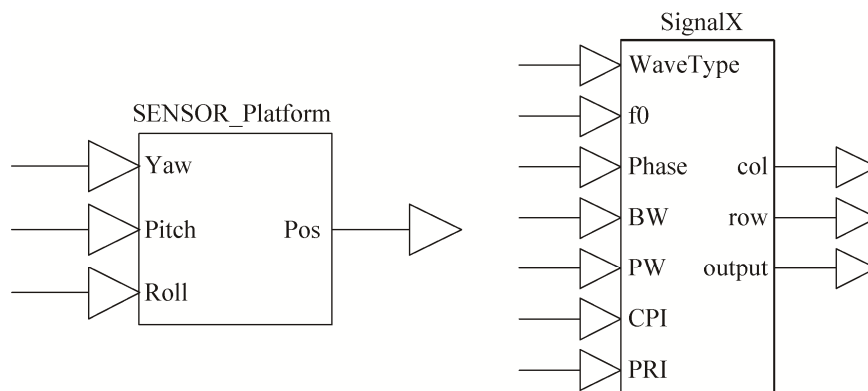 SENSOR_Platform
Yaw
Pitch
Pos
Roll
SignalX
WaveType
f0
Phase
col
BW
row
PW
output
CPI
PRI